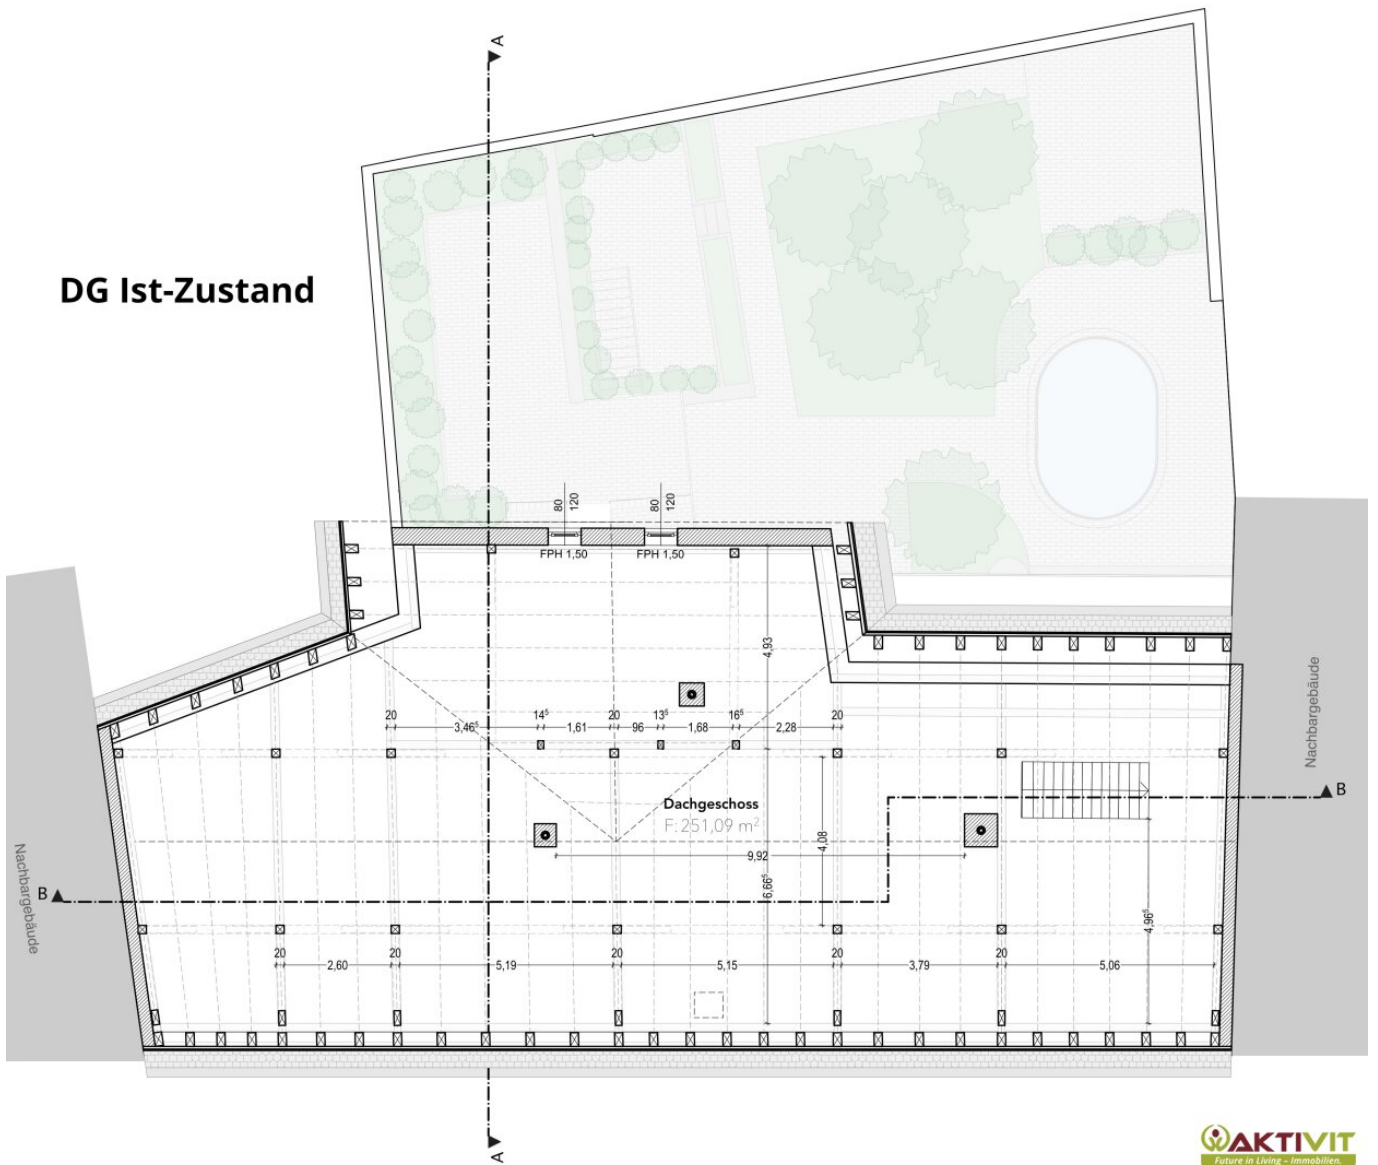 A
DG Ist-Zustand
80
120
80
120
FPH 1,50
FPH 1,50
4,93
Nachbargebäude
20
3,46⁵
14⁵
1,61
20
96
13⁵
1,68
16⁵
2,28
20
Dachgeschoss
F: 251,09 m²
B
4,08
9,92
6,66⁵
Nachbargebäude
B
4,96⁵
20
2,60
20
5,19
20
5,15
20
3,79
20
5,06
A
AKTIVIT
Future in Living – Immobilien.